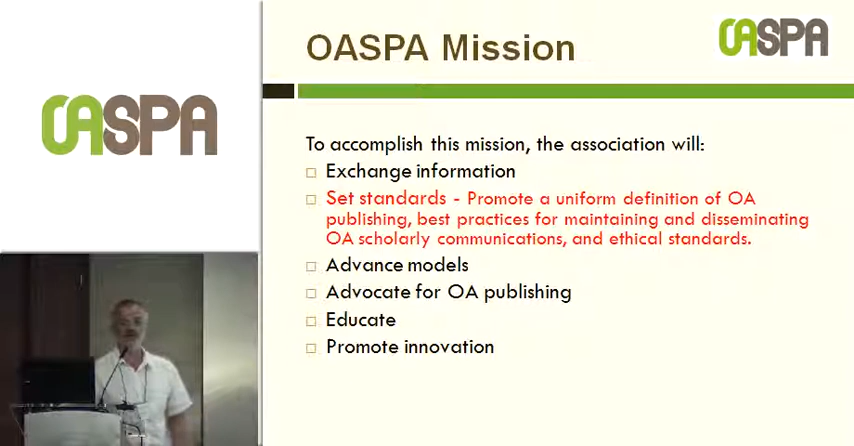 OASPA
OASPA Mission
OASPA
To accomplish this mission, the association will:
Exchange information
Set standards - Promote a uniform definition of OA
publishing, best practices for maintaining and disseminating
OA scholarly communications, and ethical standards.
Advance models
Advocate for OA publishing
Educate
Promote innovation